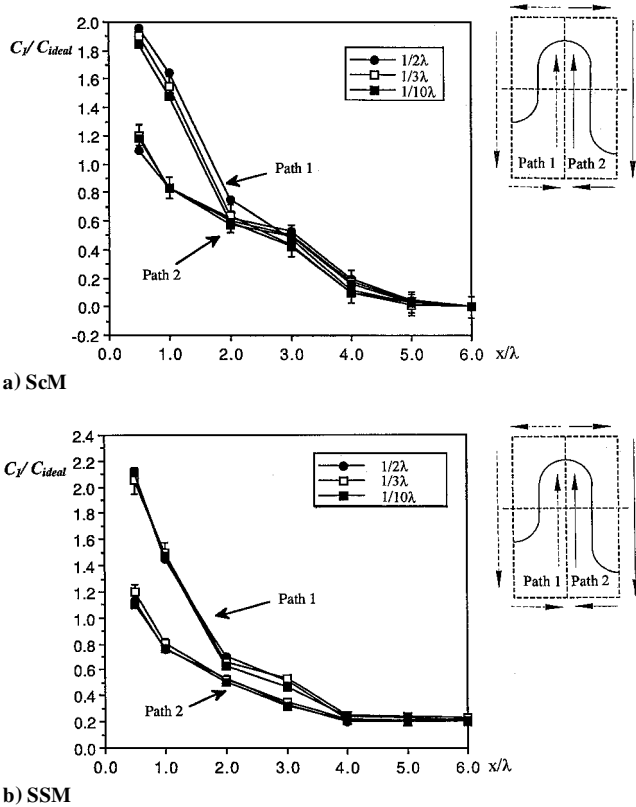 C₁/C_ideal
2.0
1.8
1.6
1.4
1.2
1.0
0.8
0.6
0.4
0.2
0.0
-0.2
1/2λ
1/3λ
1/10λ
Path 1
Path 2
0.0 1.0 2.0 3.0 4.0 5.0 6.0 x/λ
Path 1 Path 2
a) ScM
C₁/C_ideal
2.4
2.2
2.0
1.8
1.6
1.4
1.2
1.0
0.8
0.6
0.4
0.2
0.0
1/2λ
1/3λ
1/10λ
Path 1
Path 2
0.0 1.0 2.0 3.0 4.0 5.0 6.0 x/λ
Path 1 Path 2
b) SSM